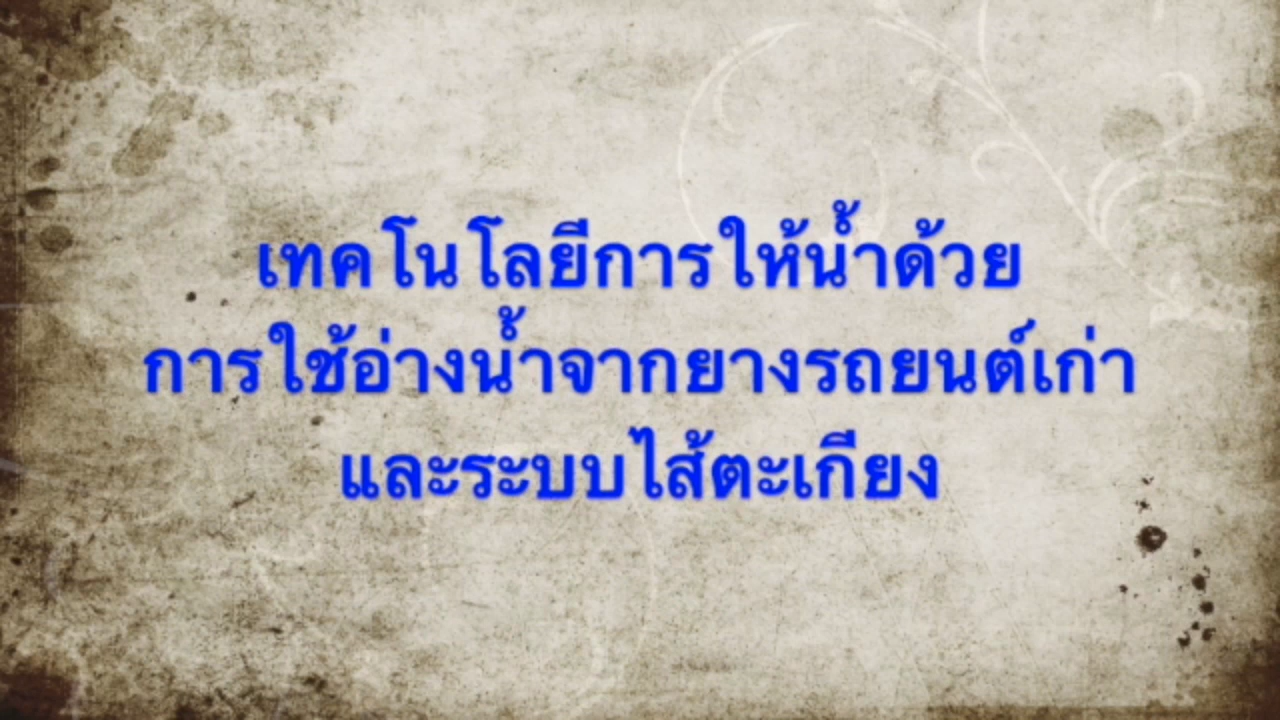 เทคโนโลยีการให้น้ำด้วย
การใช้อ่างน้ำจากยางรถยนต์เก่า
และระบบไส้ตะเกียง